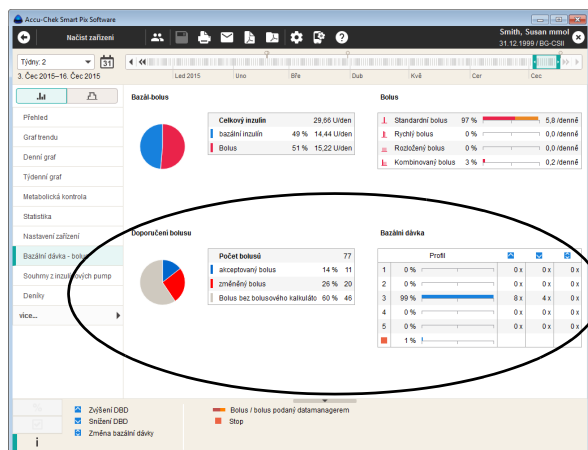 Accu-Chek Smart Pix Software
Načíst zařízení
Smith, Susan mmol
31.12.1999 / BG-CSII
Týdny: 2
31
3. Čec 2015–16. Čec 2015
Led 2015 Úno Bře Dub Kvě Čer Čec
Přehled
Graf trendu
Denní graf
Týdenní graf
Metabolická kontrola
Statistika
Nastavení zařízení
Bazální dávka - bolus
Souhrny z inzulínových pump
Deníky
více...
Bazál-bolus
Celkový inzulin 29,66 U/den
bazální inzulín 49 % 14,44 U/den
Bolus 51 % 15,22 U/den
Bolus
Standardní bolus 97 % 5,8 /denně
Rychlý bolus 0 % 0,0 /denně
Rozložený bolus 0 % 0,0 /denně
Kombinovaný bolus 3 % 0,2 /denně
Doporučení bolusu
Počet bolusů 77
akceptovaný bolus 14 % 11
změněný bolus 26 % 20
Bolus bez bolusového kalkuláto 60 % 46
Bazální dávka
Profil
1 0 % 0 x 0 x 0 x
2 0 % 0 x 0 x 0 x
3 99 % 8 x 4 x 0 x
4 0 % 0 x 0 x 0 x
5 0 % 0 x 0 x 0 x
1 %
Zvýšení DBD
Snížení DBD
Změna bazální dávky
Bolus / bolus podaný datamanagerem
Stop